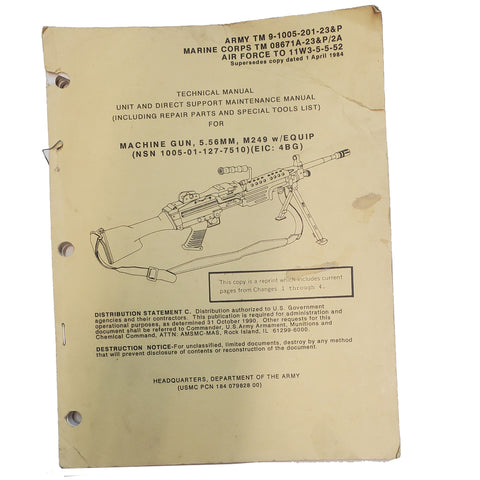 ARMY TM 9-1005-201-23&P
MARINE CORPS TM 08671A-23&P/2A
AIR FORCE TO 11W3-5-5-52
Supersedes copy dated 1 April 1984
TECHNICAL MANUAL
UNIT AND DIRECT SUPPORT MAINTENANCE MANUAL
(INCLUDING REPAIR PARTS AND SPECIAL TOOLS LIST)
FOR
MACHINE GUN, 5.56MM, M249 w/EQUIP
(NSN 1005-01-127-7510)(EIC: 4BG)
This copy is a reprint which includes current
pages from Changes 1 through 4.
DISTRIBUTION STATEMENT C. Distribution authorized to U.S. Government
agencies and their contractors. This publication is required for administration and
operational purposes, as determined 31 October 1990. Other requests for this
document shall be referred to Commander, U.S.Army Armament, Munitions and
Chemical Command, ATTN: AMSMC-MAS, Rock Island, IL 61299-6000.
DESTRUCTION NOTICE-For unclassified, limited documents, destroy by any method
that will prevent disclosure of contents or reconstruction of the document.
HEADQUARTERS, DEPARTMENT OF THE ARMY
(USMC PCN 184 079828 00)